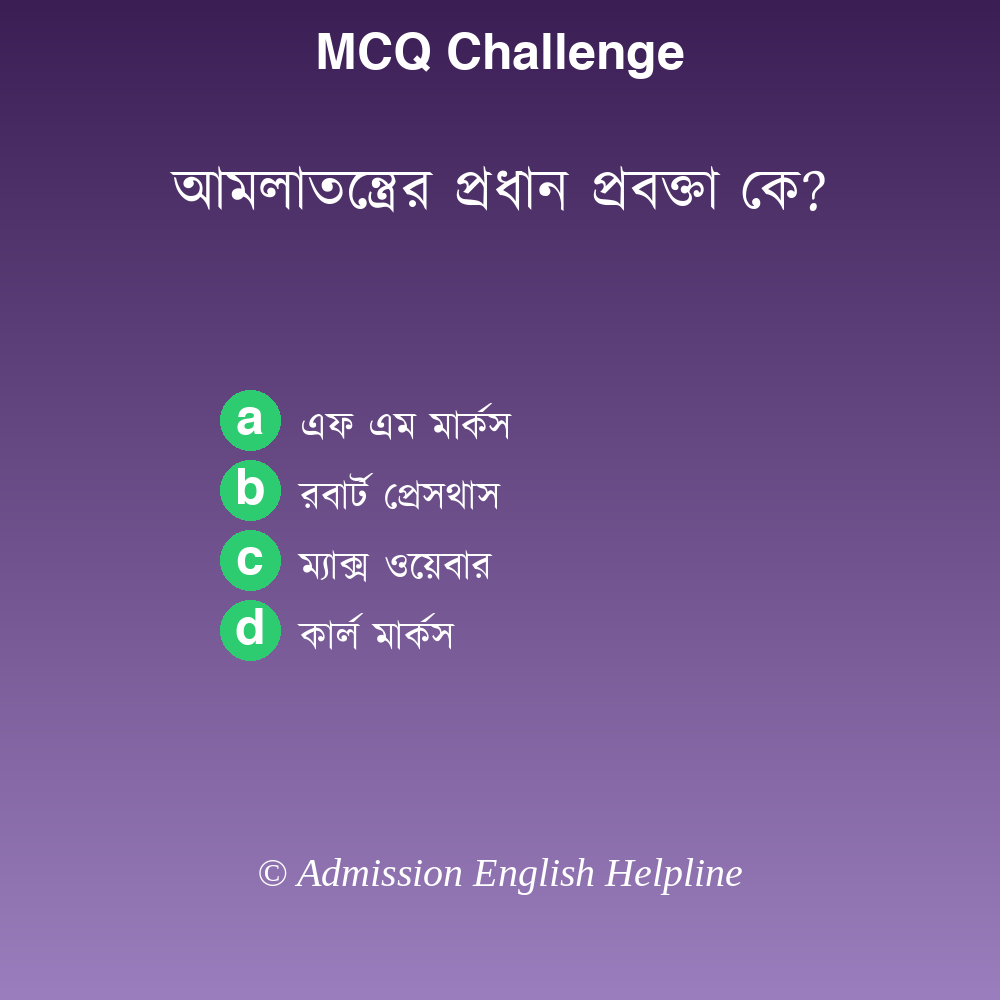 MCQ Challenge
আমলাতন্ত্রের প্রধান প্রবক্তা কে?
a এফ এম মার্কস
b রবার্ট প্রেসথাস
c ম্যাক্স ওয়েবার
d কার্ল মার্কস
© Admission English Helpline